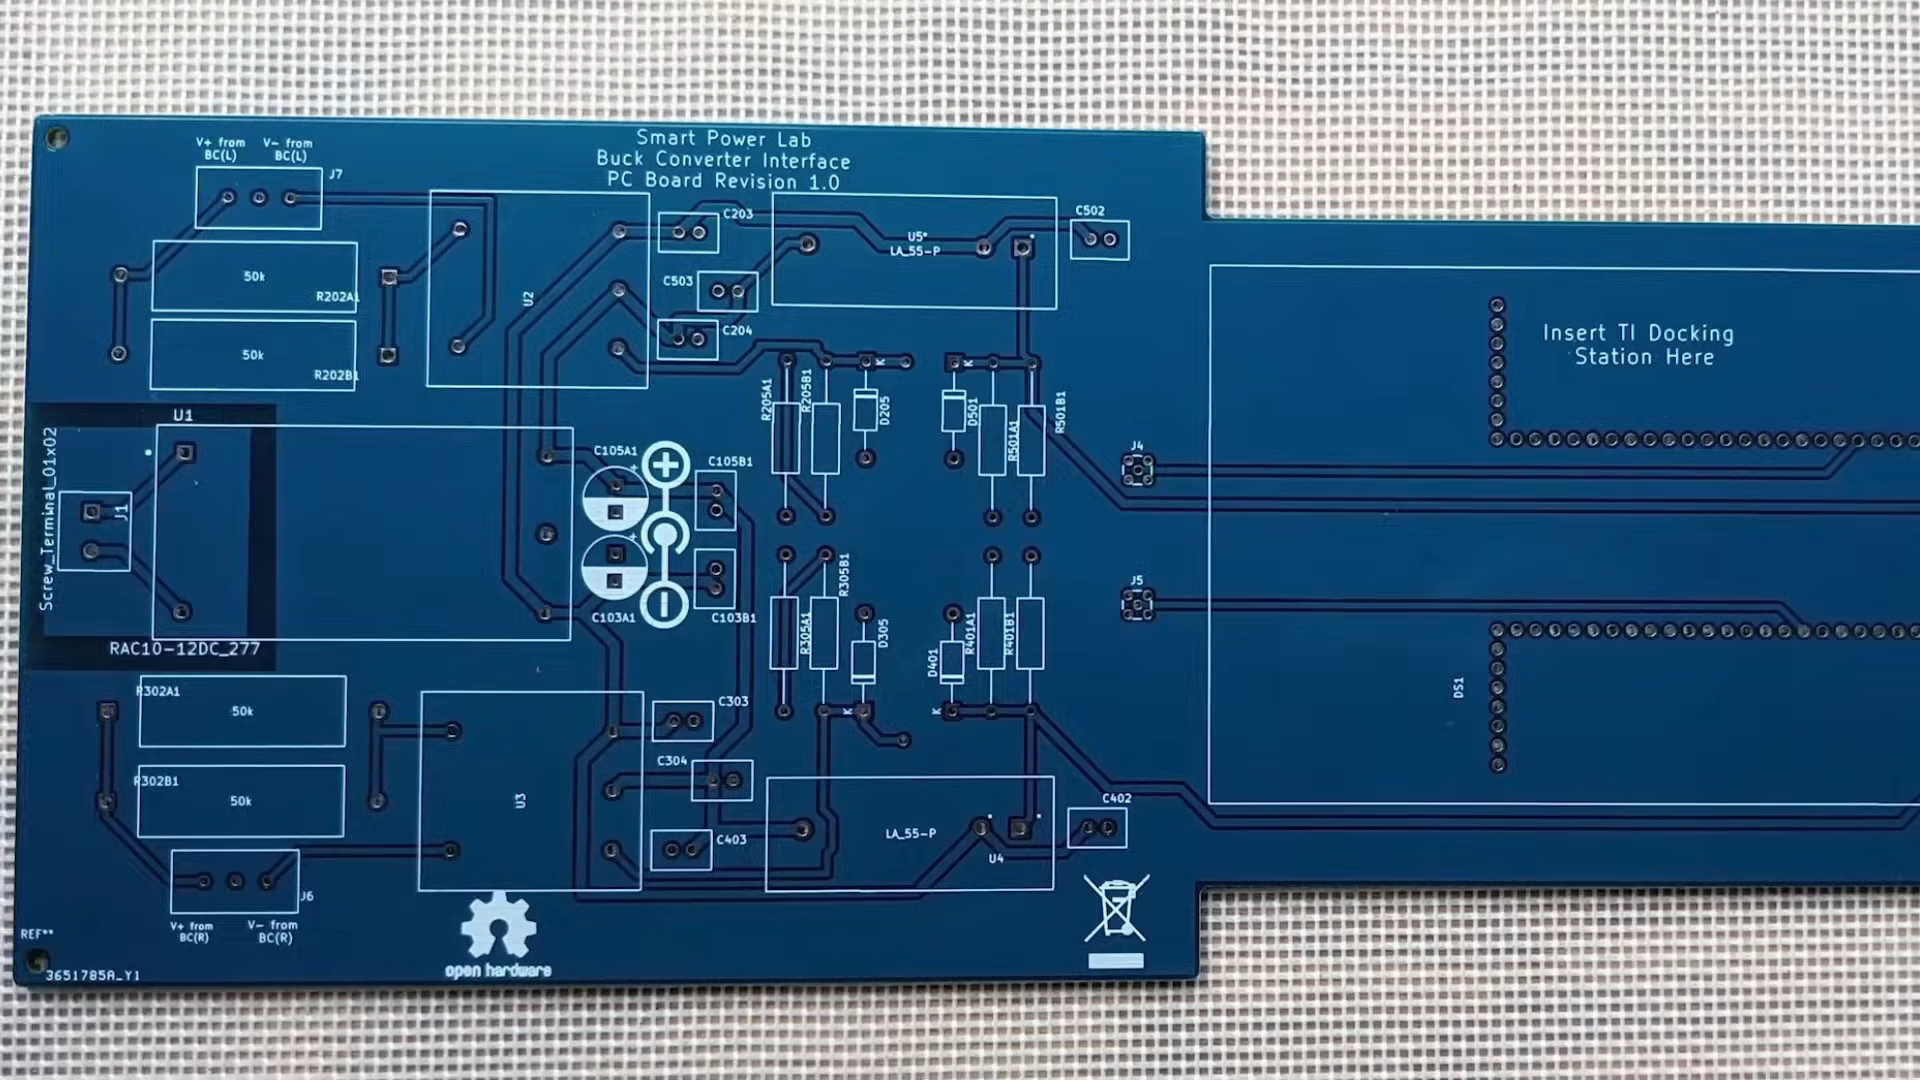 Smart Power Lab
Buck Converter Interface
PC Board Revision 1.0
V+ from
BC(L)
V- from
BC(L)
J7
50k
R202A1
50k
R202B1
U2
C203
C503
C204
U5*
LA_55-P
C502
Insert TI Docking
Station Here
K
K
R205A1
R205B1
D205
D501
R501A1
R501B1
U1
Screw_Terminal_01x02
J1
RAC10-12DC_277
C105A1
+
C105B1
+
C103A1
C103B1
J4
J5
R305A1
R305B1
D305
D401
R401A1
R401B1
K
K
DS1
R302A1
50k
R302B1
50k
U3
C303
C304
C403
LA_55-P
U4
C402
J6
V+ from
BC(R)
V- from
BC(R)
REF**
3651785A_Y1
open hardware